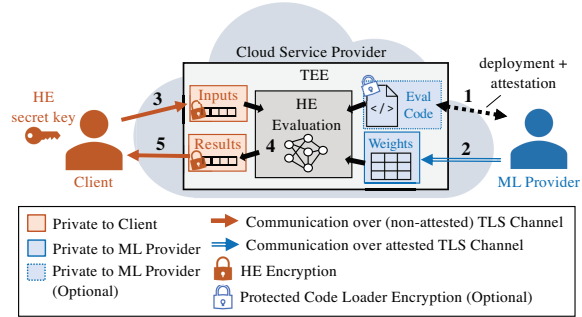 Cloud Service Provider
TEE
deployment +
attestation
HE
secret key
3
Inputs
HE
Evaluation
Eval
Code
</>
1
5
Results
4
Weights
2
Client
ML Provider
Private to Client
Private to ML Provider
Private to ML Provider
(Optional)
Communication over (non-attested) TLS Channel
Communication over attested TLS Channel
HE Encryption
Protected Code Loader Encryption (Optional)